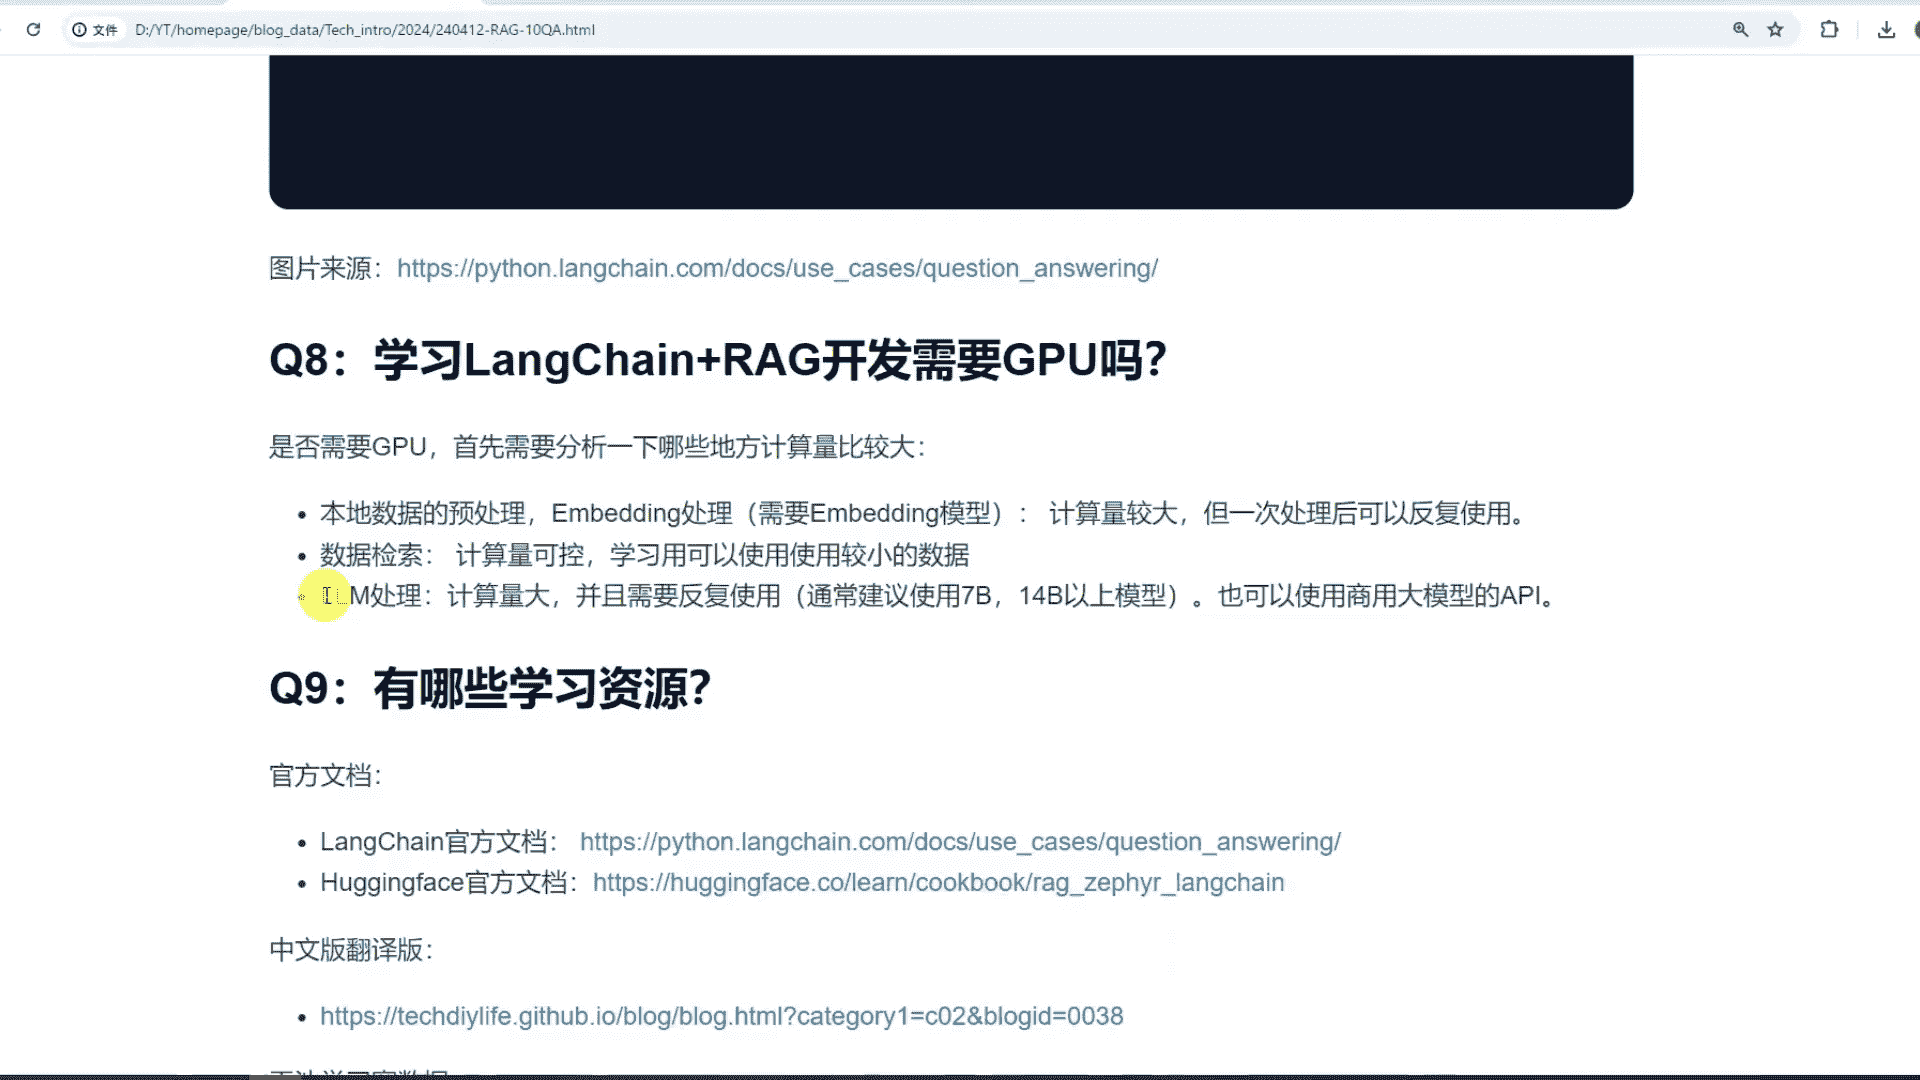 文件 D:/YT/homepage/blog_data/Tech_intro/2024/240412-RAG-10QA.html
图片来源：https://python.langchain.com/docs/use_cases/question_answering/
Q8：学习LangChain+RAG开发需要GPU吗？
是否需要GPU，首先需要分析一下哪些地方计算量比较大：
• 本地数据的预处理，Embedding处理（需要Embedding模型）： 计算量较大，但一次处理后可以反复使用。
• 数据检索： 计算量可控，学习用可以使用使用较小的数据
• LLM处理：计算量大，并且需要反复使用（通常建议使用7B，14B以上模型）。也可以使用商用大模型的API。
Q9：有哪些学习资源？
官方文档：
• LangChain官方文档： https://python.langchain.com/docs/use_cases/question_answering/
• Huggingface官方文档：https://huggingface.co/learn/cookbook/rag_zephyr_langchain
中文版翻译版：
• https://techdiylife.github.io/blog/blog.html?category1=c02&blogid=0038